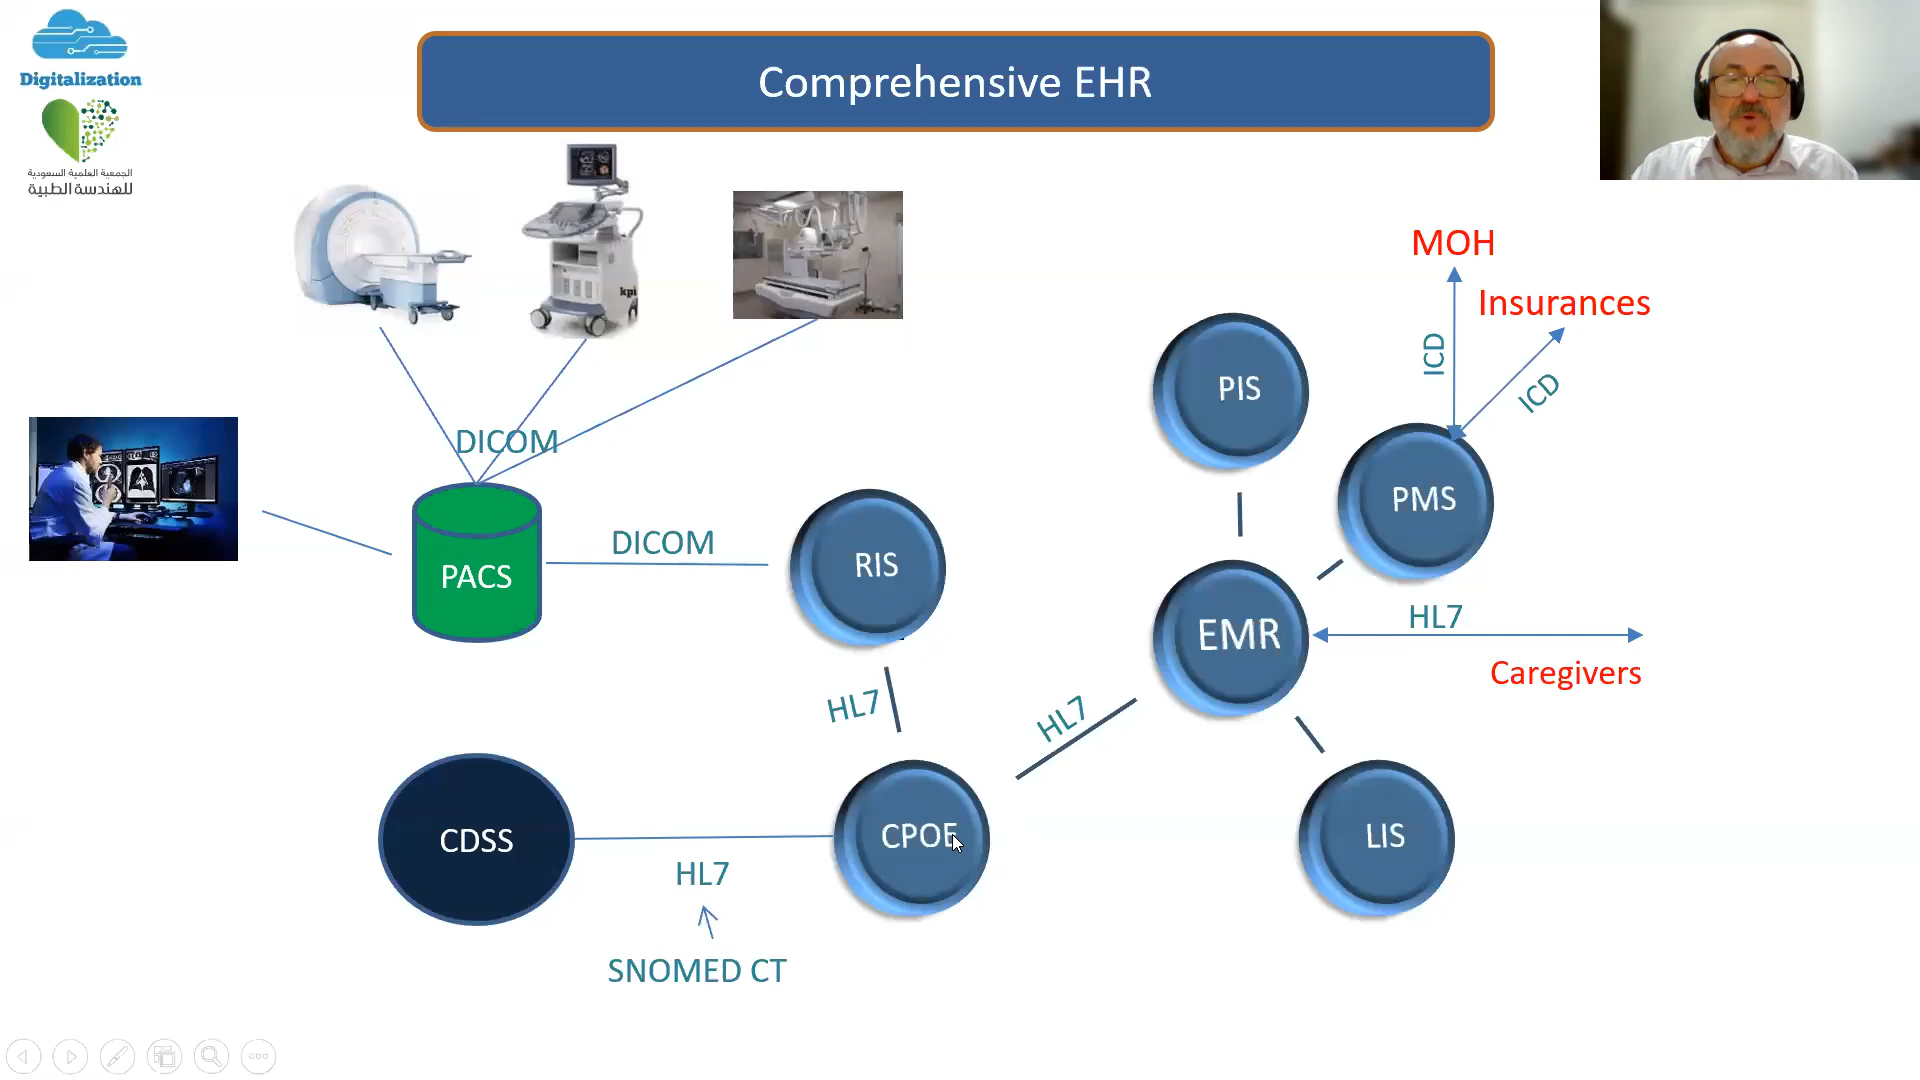 Digitalization
الجمعية العلمية السعودية
للهندسة الطبية
Comprehensive EHR
kpi
MOH
Insurances
ICD
ICD
PIS
PMS
DICOM
DICOM
PACS
RIS
EMR
HL7
Caregivers
HL7
HL7
CDSS
HL7
CPOE
LIS
SNOMED CT